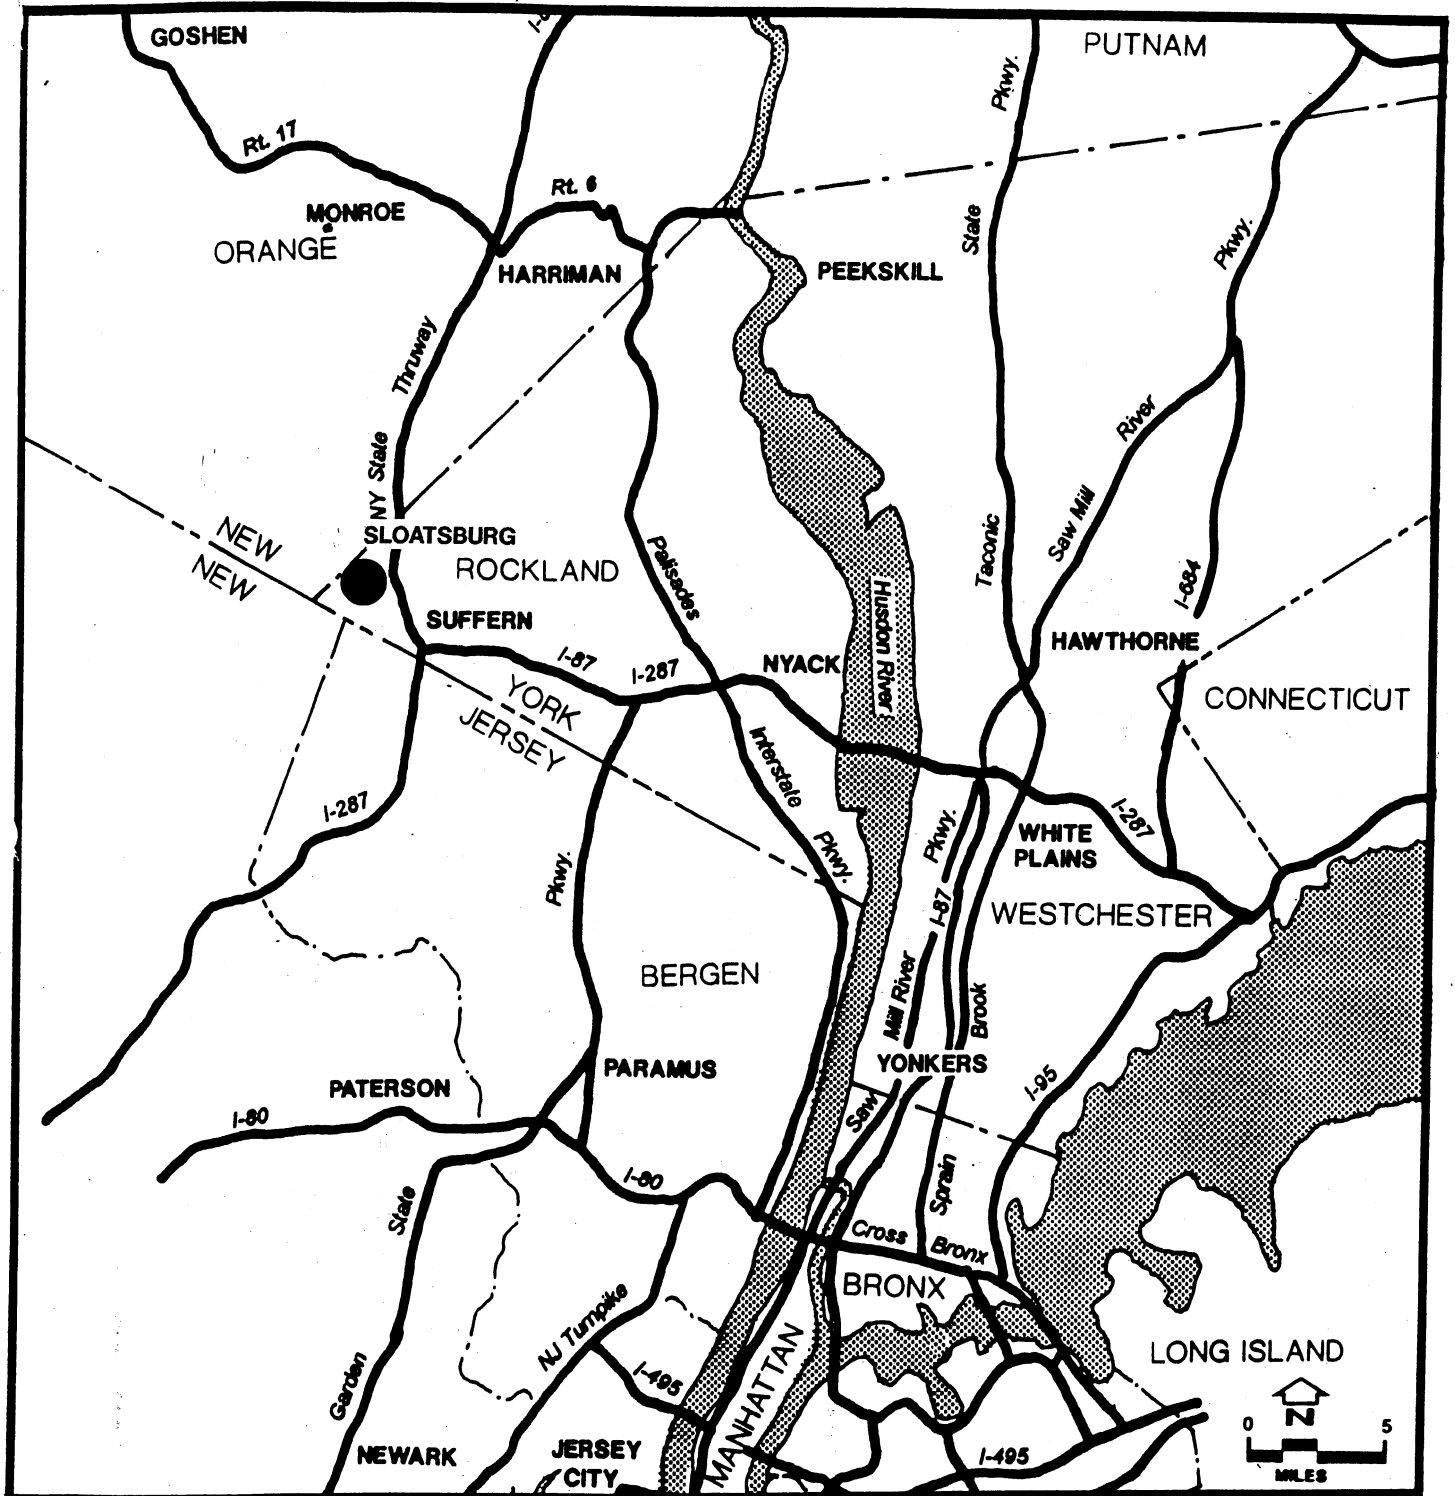 GOSHEN
PUTNAM
Pkwy.
Rt. 17
Rt. 6
MONROE
ORANGE
State
Pkwy.
HARRIMAN
PEEKSKILL
Thruway
River
NY State
SLOATSBURG
Saw Mill
Taconic
NEW
NEW
ROCKLAND
Palisades
Husdon River
I-684
SUFFERN
HAWTHORNE
I-87
I-287
NYACK
YORK
JERSEY
CONNECTICUT
Interstate
I-287
Pkwy.
I-287
WHITE
PLAINS
Pkwy.
Pkwy.
I-87
WESTCHESTER
BERGEN
Mill River
Brook
PARAMUS
YONKERS
PATERSON
I-95
I-80
Saw
I-80
Sprain
State
Cross Bronx
BRONX
NJ Turnpike
MANHATTAN
LONG ISLAND
I-495
Garden
N
0 5
MILES
NEWARK
JERSEY
CITY
I-495